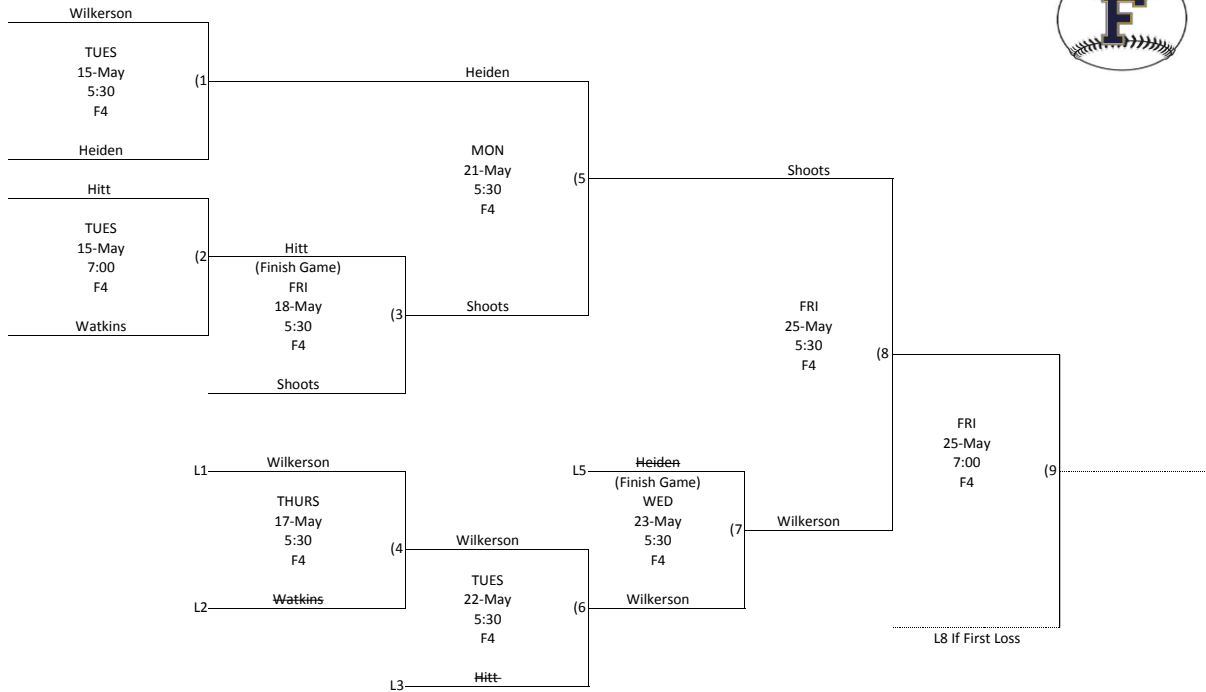 Wilkerson
F
TUES
15-May
5:30
F4
(1
Heiden
Heiden
Hitt
MON
21-May
5:30
F4
(5
Shoots
TUES
15-May
7:00
F4
(2
Watkins
Hitt
(Finish Game)
FRI
18-May
5:30
F4
(3
Shoots
Shoots
FRI
25-May
5:30
F4
(8
L1
Wilkerson
THURS
17-May
5:30
F4
(4
L2
Watkins
Wilkerson
TUES
22-May
5:30
F4
(6
L3
Hitt
L5
Heiden
(Finish Game)
WED
23-May
5:30
F4
(7
Wilkerson
Wilkerson
FRI
25-May
7:00
F4
(9
L8 If First Loss